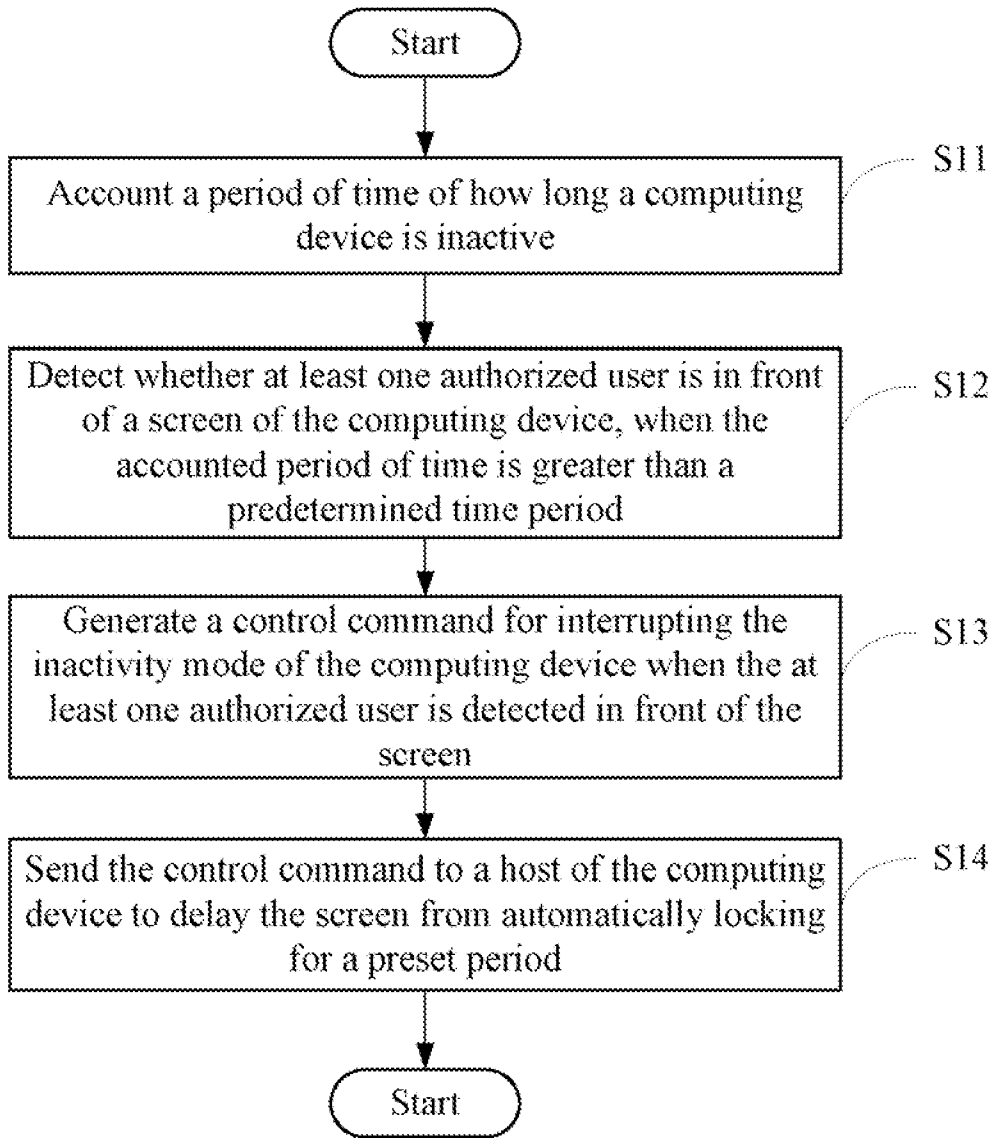 Start
S11
Account a period of time of how long a computing
device is inactive
S12
Detect whether at least one authorized user is in front
of a screen of the computing device, when the
accounted period of time is greater than a
predetermined time period
S13
Generate a control command for interrupting the
inactivity mode of the computing device when the at
least one authorized user is detected in front of the
screen
S14
Send the control command to a host of the computing
device to delay the screen from automatically locking
for a preset period
Start